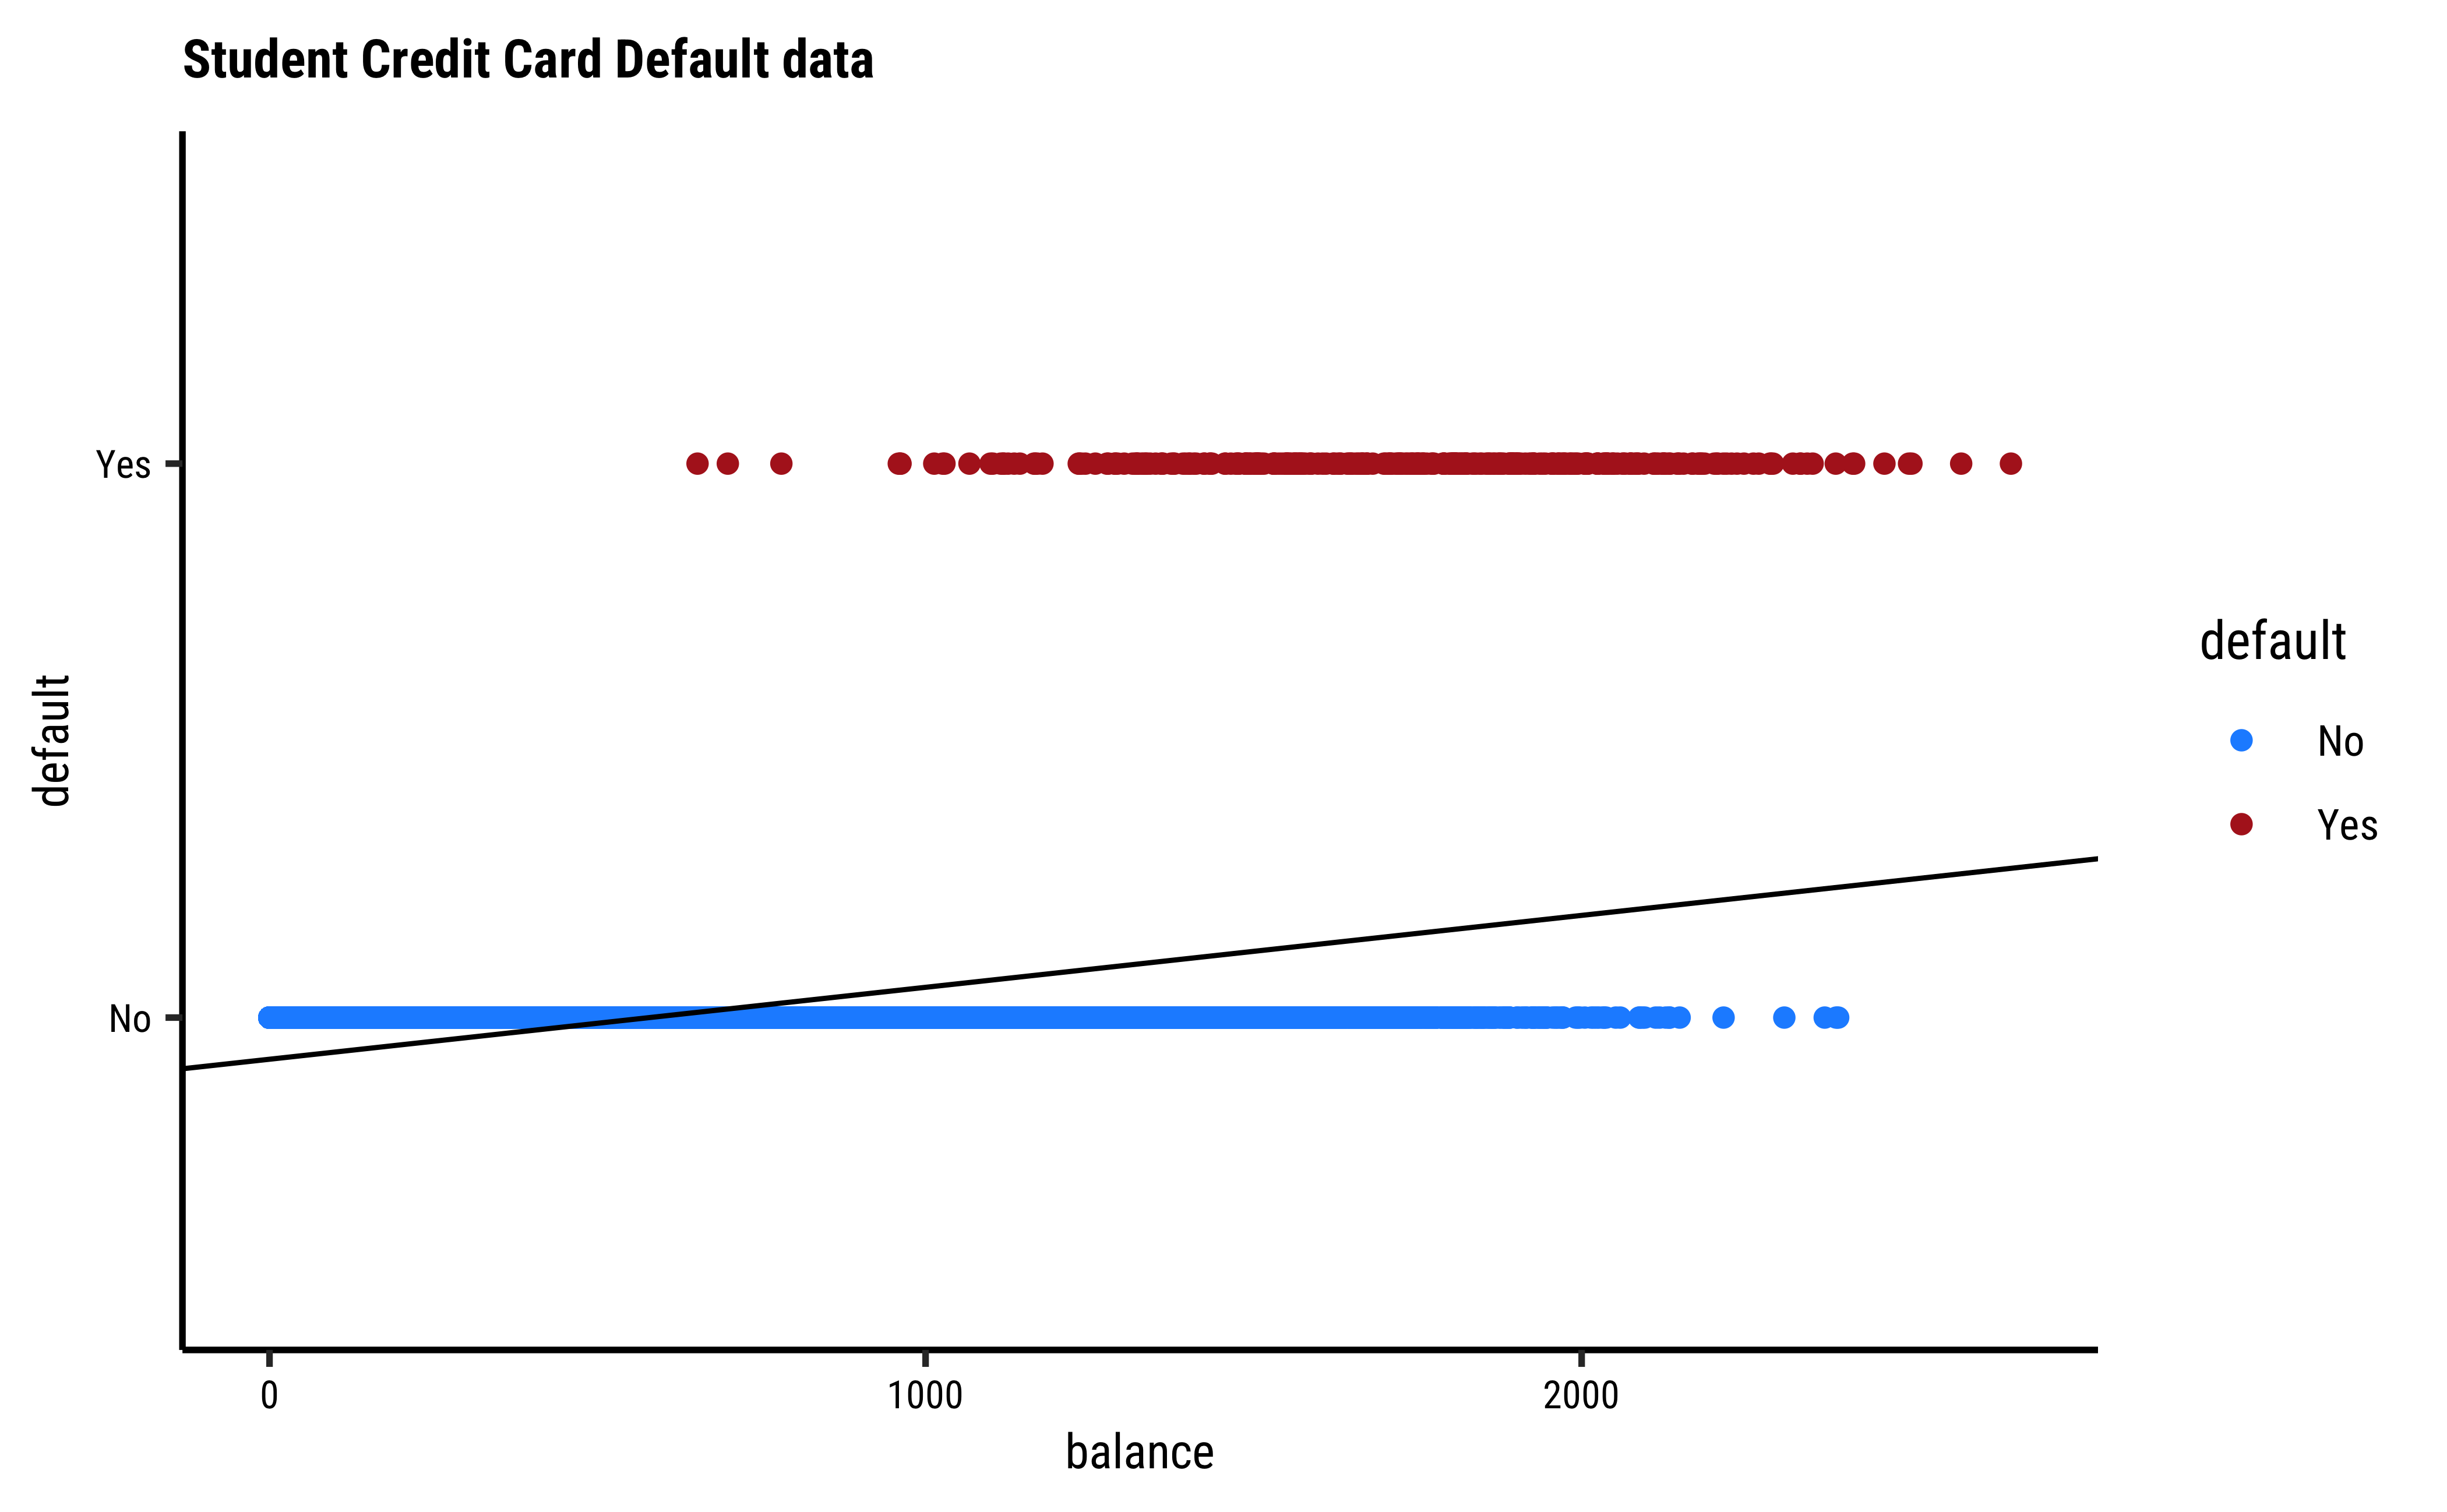 Student Credit Card Default data
default
Yes
No
0
1000
2000
balance
default
No
Yes